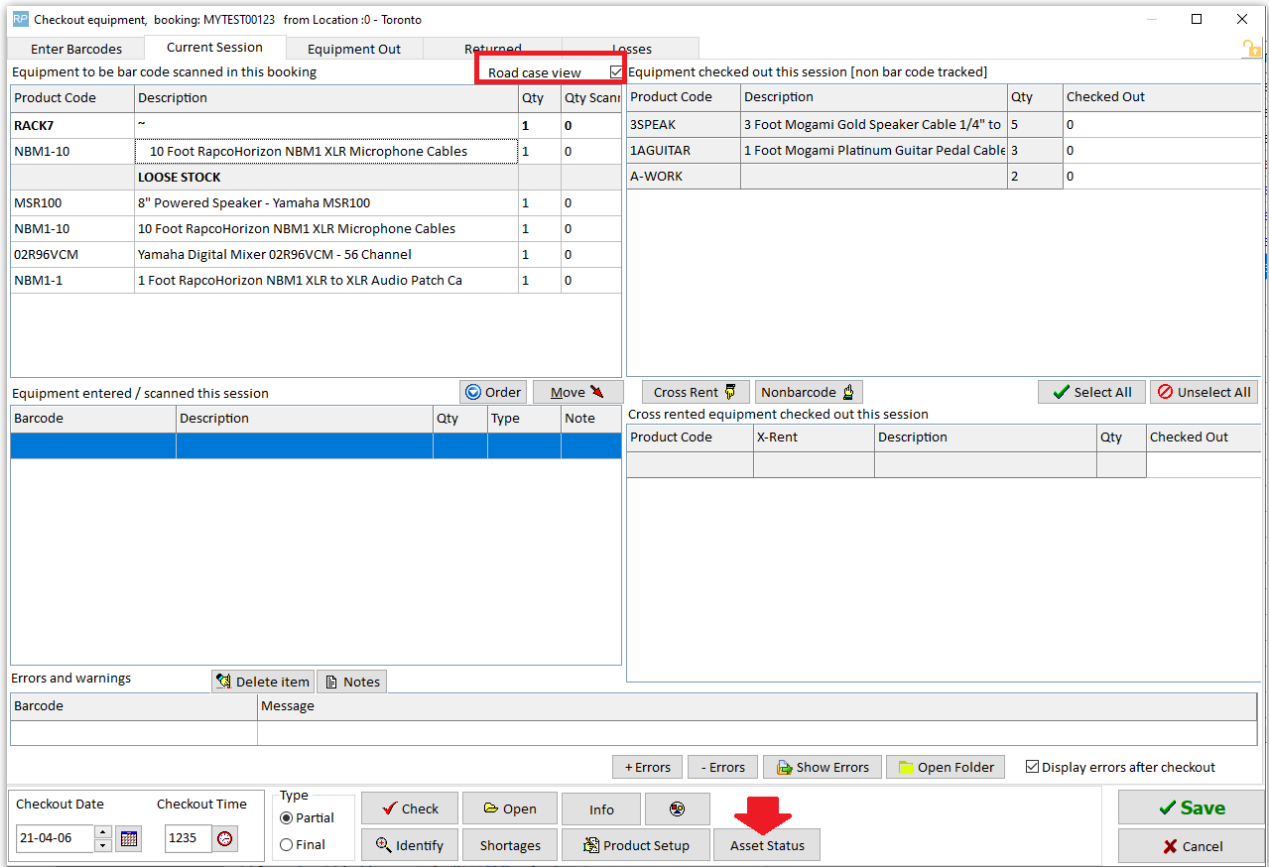 RP Checkout equipment, booking: MYTEST00123 from Location :0 - Toronto
Enter Barcodes Current Session Equipment Out Returned Losses
Equipment to be bar code scanned in this booking Road case view Equipment checked out this session [non bar code tracked]
Product Code Description Qty Qty Scanr
RACK7 ~ 1 0
NBM1-10 10 Foot RapcoHorizon NBM1 XLR Microphone Cables 1 0
LOOSE STOCK
MSR100 8" Powered Speaker - Yamaha MSR100 1 0
NBM1-10 10 Foot RapcoHorizon NBM1 XLR Microphone Cables 1 0
02R96VCM Yamaha Digital Mixer 02R96VCM - 56 Channel 1 0
NBM1-1 1 Foot RapcoHorizon NBM1 XLR to XLR Audio Patch Ca 1 0
Product Code Description Qty Checked Out
3SPEAK 3 Foot Mogami Gold Speaker Cable 1/4" to 5 0
1AGUITAR 1 Foot Mogami Platinum Guitar Pedal Cable 3 0
A-WORK 2 0
Equipment entered / scanned this session Order Move Cross Rent Nonbarcode Select All Unselect All
Barcode Description Qty Type Note
Cross rented equipment checked out this session
Product Code X-Rent Description Qty Checked Out
Errors and warnings Delete item Notes
Barcode Message
+ Errors - Errors Show Errors Open Folder Display errors after checkout
Checkout Date Checkout Time Type
21-04-06 1235 Partial
Final
Check Open Info
Identify Shortages Product Setup Asset Status
Save
Cancel